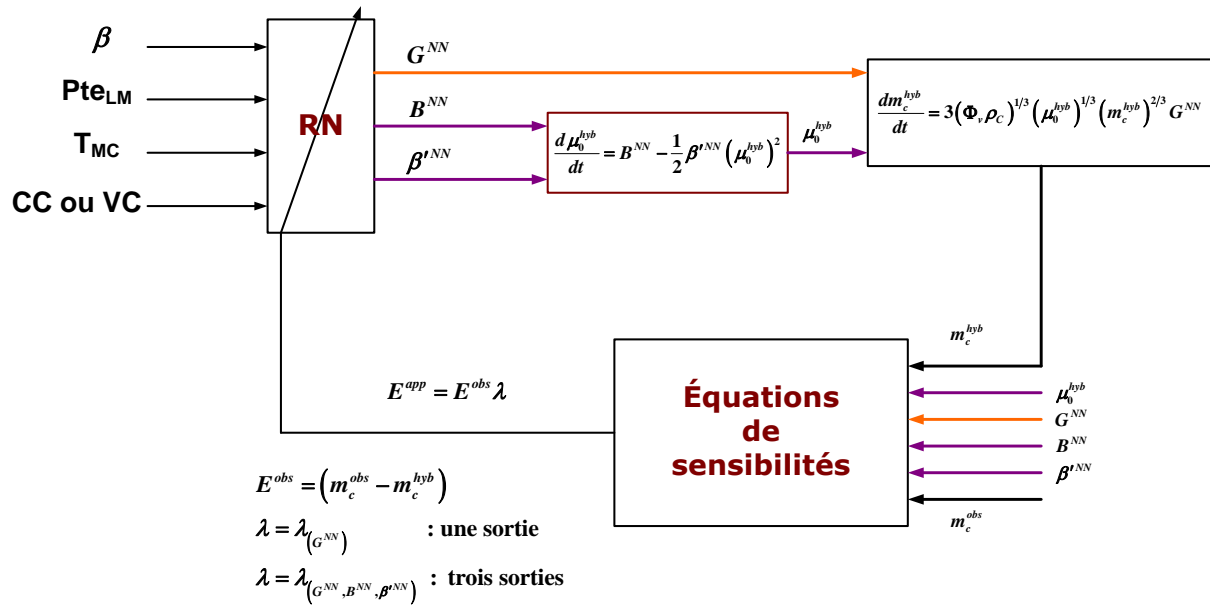 β
Pte_LM
T_MC
CC ou VC
RN
G^{NN}
B^{NN}
β'^{NN}
\frac{dμ_0^{hyb}}{dt} = B^{NN} - \frac{1}{2} β'^{NN} (μ_0^{hyb})^2
μ_0^{hyb}
\frac{dm_c^{hyb}}{dt} = 3(Φ_v ρ_C)^{1/3} (μ_0^{hyb})^{1/3} (m_c^{hyb})^{2/3} G^{NN}
m_c^{hyb}
μ_0^{hyb}
G^{NN}
B^{NN}
β'^{NN}
m_c^{obs}
Équations
de
sensibilités
E^{app} = E^{obs} λ
E^{obs} = (m_c^{obs} - m_c^{hyb})
λ = λ_{(G^{NN})} : une sortie
λ = λ_{(G^{NN}, B^{NN}, β'^{NN})} : trois sorties